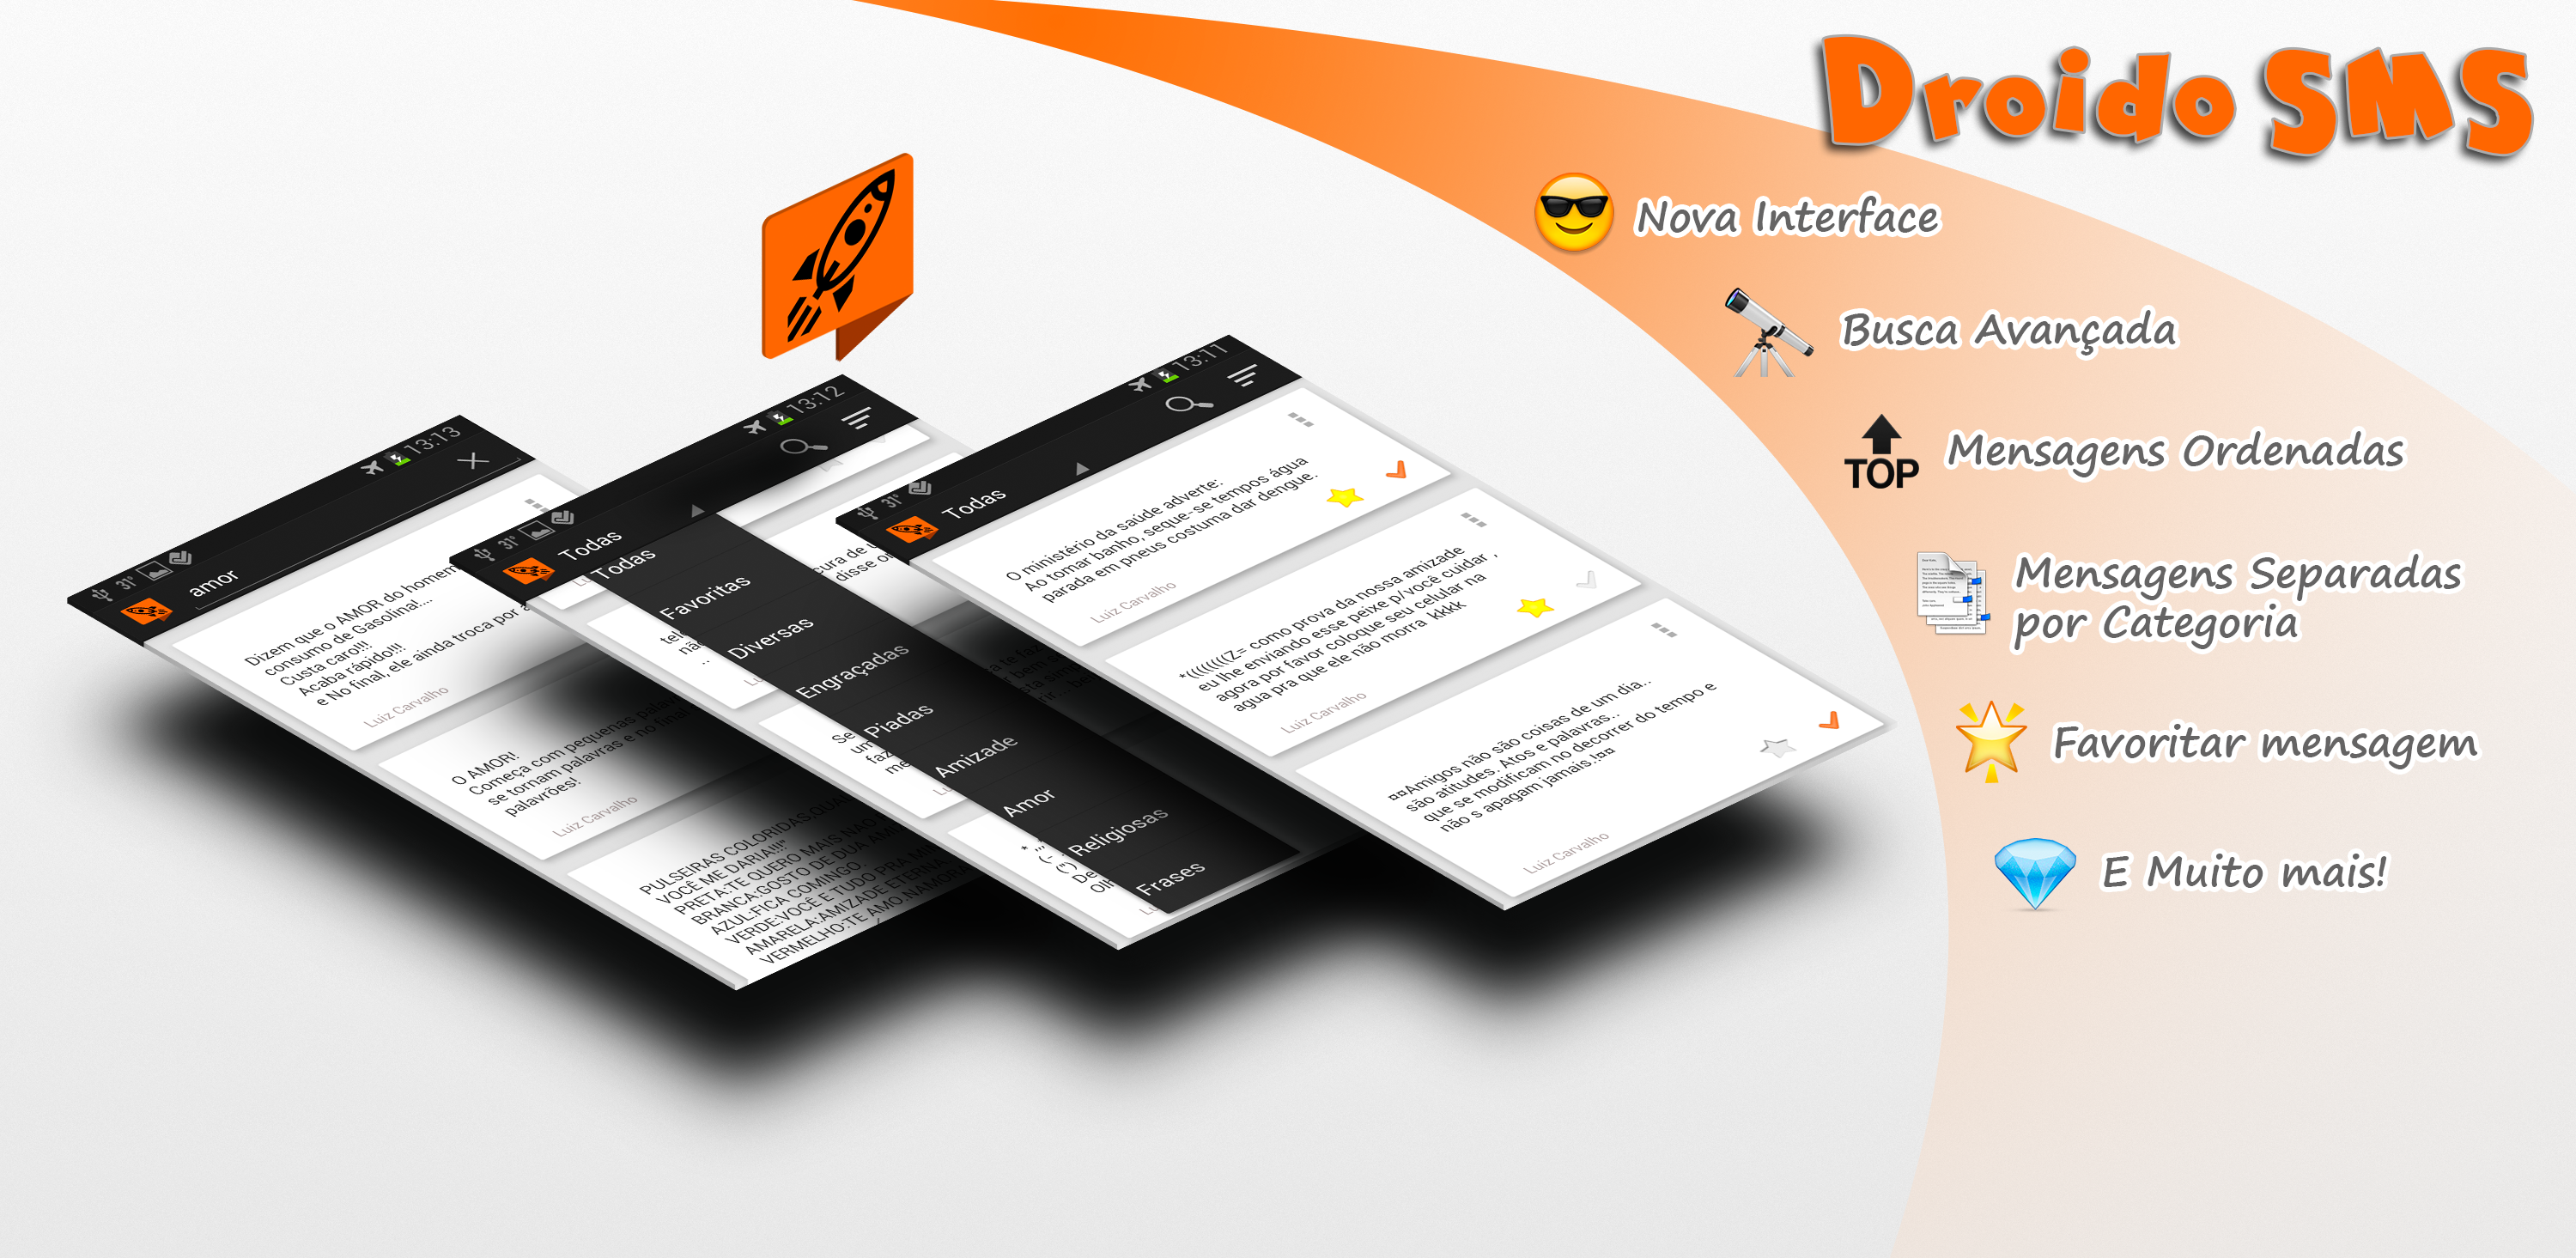 Droido SMS
Nova Interface
Busca Avançada
TOP
Mensagens Ordenadas
Mensagens Separadas
por Categoria
Favoritar mensagem
E Muito mais!
31° 13:13
amor
Dizem que o AMOR do homem
consumo de Gasolina!....
Custa caro!!!
Acaba rápido!!!
e No final, ele ainda troca por
Luiz Carvalho
O AMOR!
Começa com pequenas
se tornam palavras e no final
palavrões!
Luiz Carvalho
PULSEIRAS COLORIDAS,
VOCÊ ME DARIA!!!"
PRETA:TE QUERO MAIS
BRANCA:GOSTO DE DUA
AZUL:FICA COMINGO.
VERDE:VOCÊ E TUDO PRA
AMARELA:AMIZADE ETERNA.
VERMELHO:TE AMO.
31° 13:12
Todas
Todas
Favoritas
Diversas
Engraçadas
Piadas
Amizade
Amor
Religiosas
Frases
31° 13:11
Todas
O ministério da saúde adverte:
Ao tomar banho, seque-se tempos água
parada em pneus costuma dar dengue.
Luiz Carvalho
*(((((((((Z= como prova da nossa amizade
eu lhe enviando esse peixe p/ você cuidar ,
agora por favor coloque seu celular na
agua pra que ele não morra kkkk
Luiz Carvalho
¤¤Amigos não são coisas de um dia..
são atitudes. Atos e palavras..
que se modificam no decorrer do tempo e
não s apagam jamais.!¤¤
Luiz Carvalho